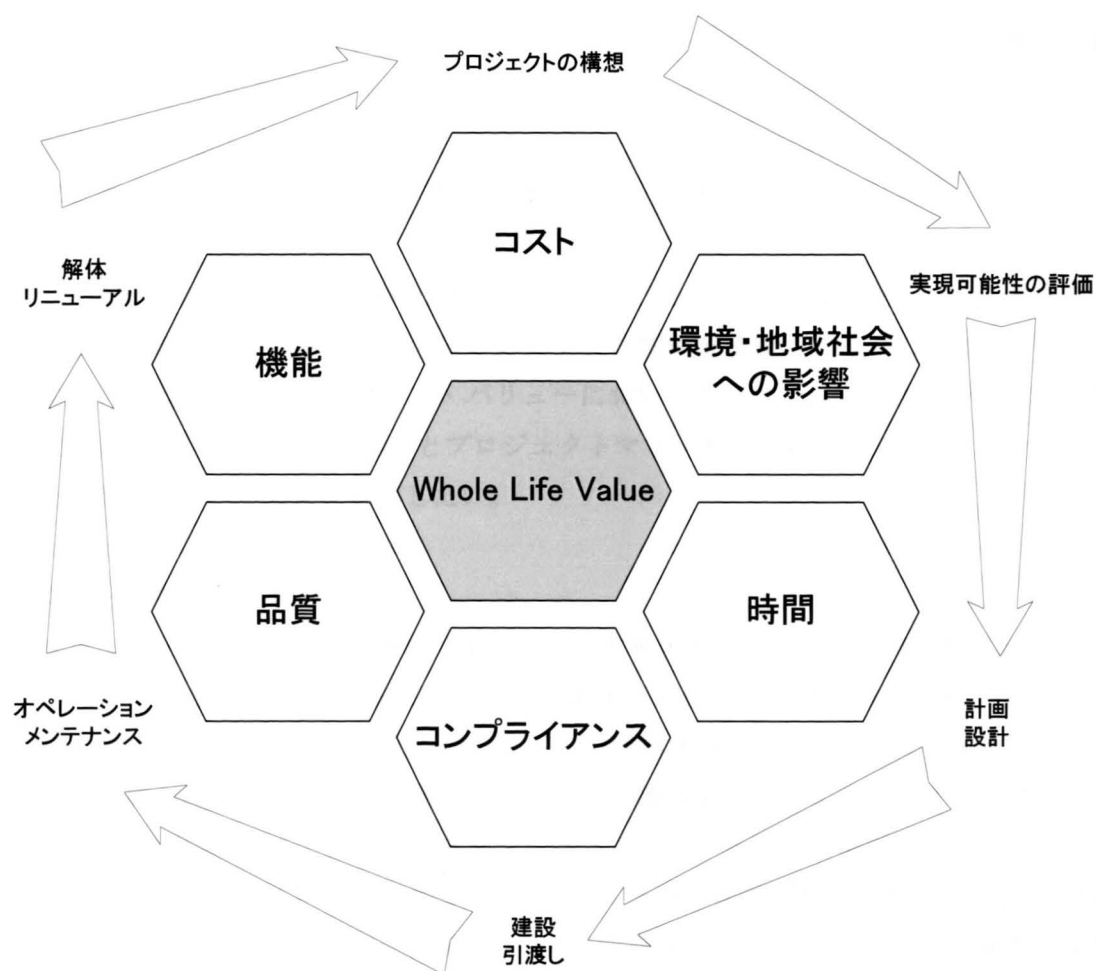 プロジェクトの構想
コスト
解体
リニューアル
実現可能性の評価
機能
環境・地域社会
への影響
Whole Life Value
品質
時間
オペレーション
メンテナンス
コンプライアンス
計画
設計
建設
引渡し